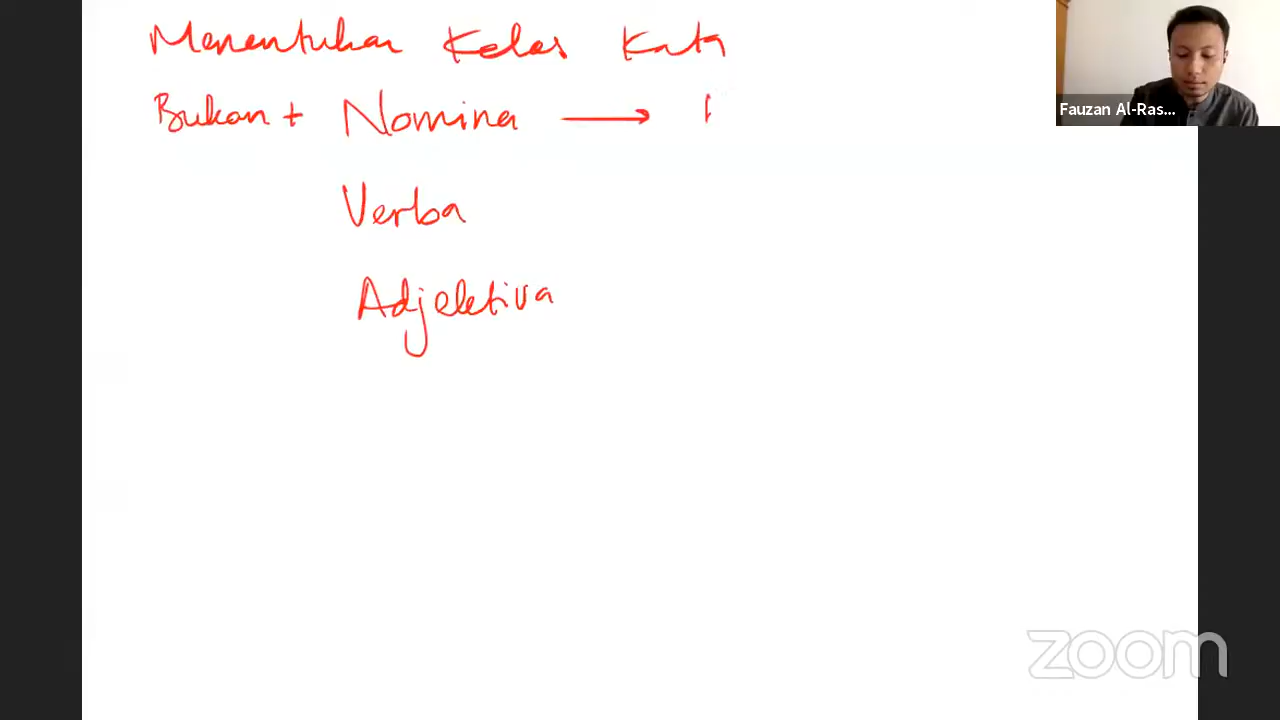 Menentukan Kelas Kata
Bukan + Nomina →
Verba
Adjektiva
Fauzan Al-Ras...
zoom